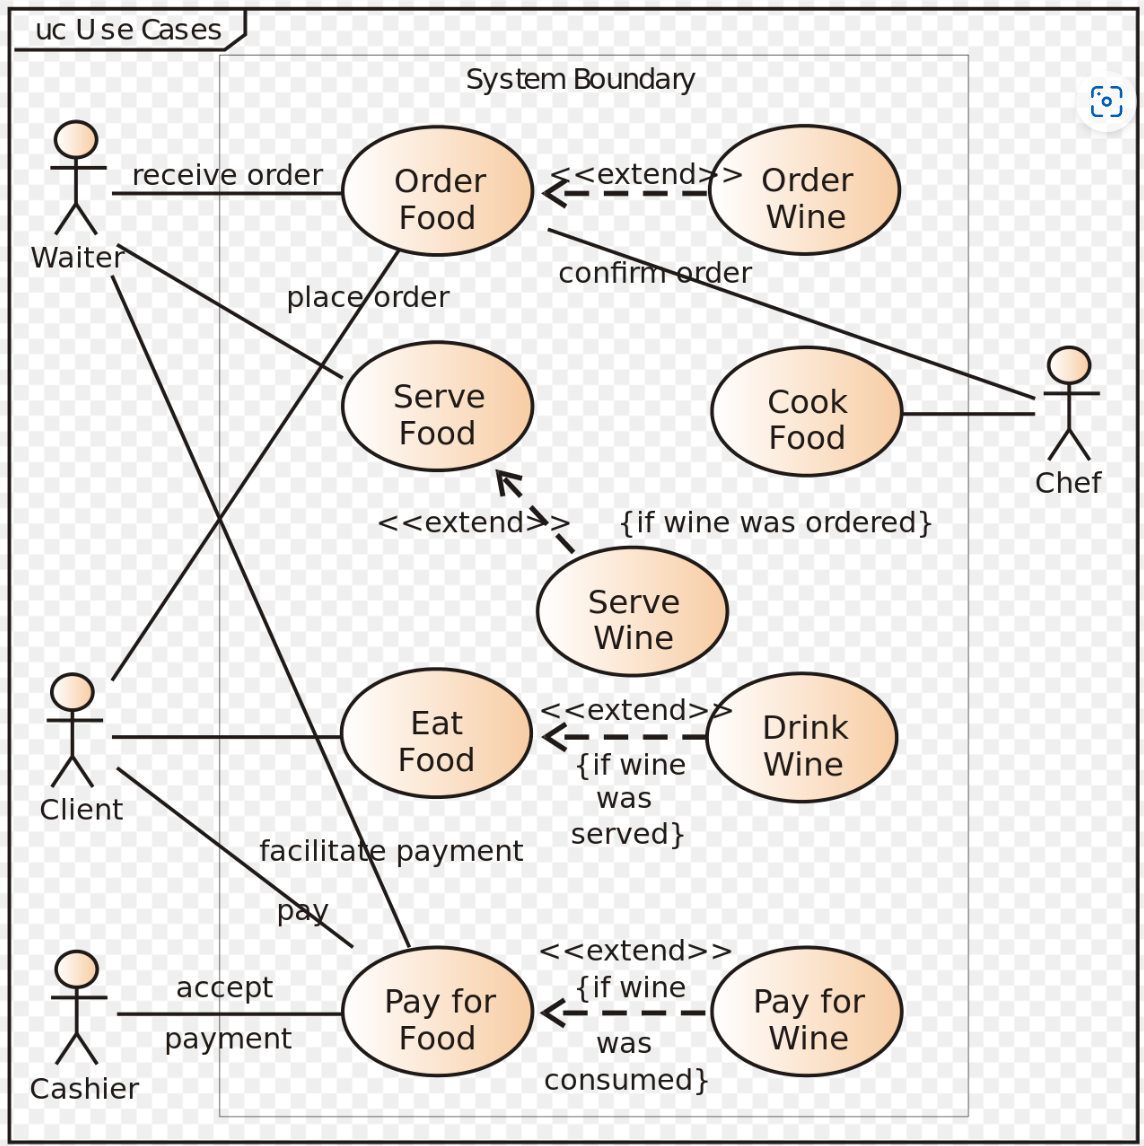 uc Use Cases
System Boundary
receive order
Order
Food
<<extend>>
Order
Wine
Waiter
confirm order
place order
Serve
Food
Cook
Food
Chef
<<extend>>
{if wine was ordered}
Serve
Wine
Eat
Food
<<extend>>
{if wine
was
served}
Drink
Wine
Client
facilitate payment
pay
accept
payment
Pay for
Food
<<extend>>
{if wine
was
consumed}
Pay for
Wine
Cashier